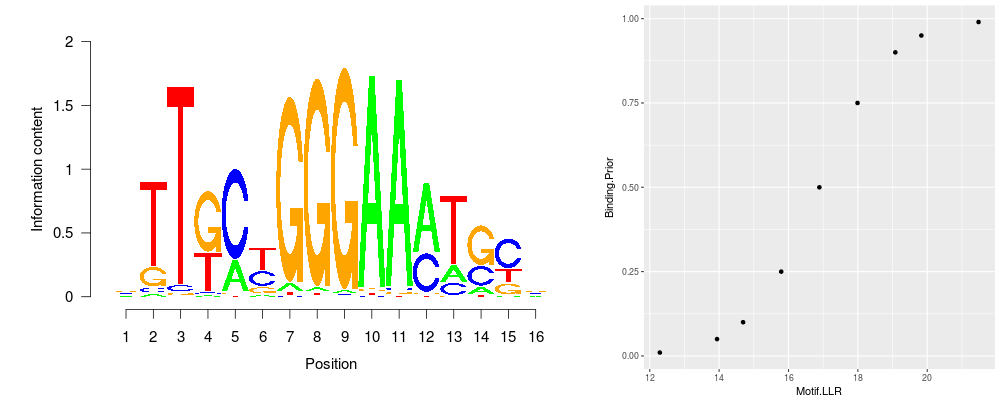 2
1.5
1
0.5
0
Information content
1 2 3 4 5 6 7 8 9 10 11 12 13 14 15 16
Position
T G T G T C A T C G G G G A A A C T A C G C A C T G
1.00
0.75
0.50
0.25
0.00
Binding.Prior
12 14 16 18 20
Motif.LLR